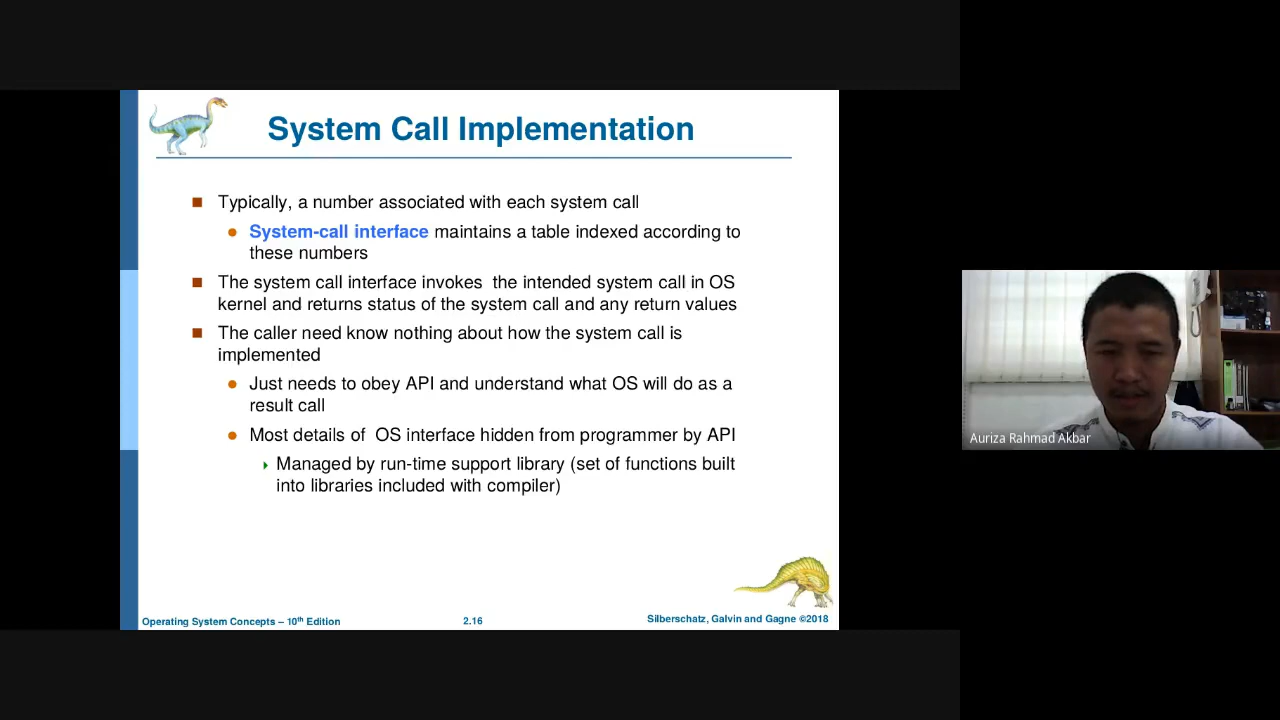 System Call Implementation
Typically, a number associated with each system call
System-call interface maintains a table indexed according to
these numbers
The system call interface invokes the intended system call in OS
kernel and returns status of the system call and any return values
The caller need know nothing about how the system call is
implemented
Just needs to obey API and understand what OS will do as a
result call
Most details of OS interface hidden from programmer by API
Managed by run-time support library (set of functions built
into libraries included with compiler)
Operating System Concepts – 10th Edition
2.16
Silberschatz, Galvin and Gagne ©2018
Auriza Rahmad Akbar